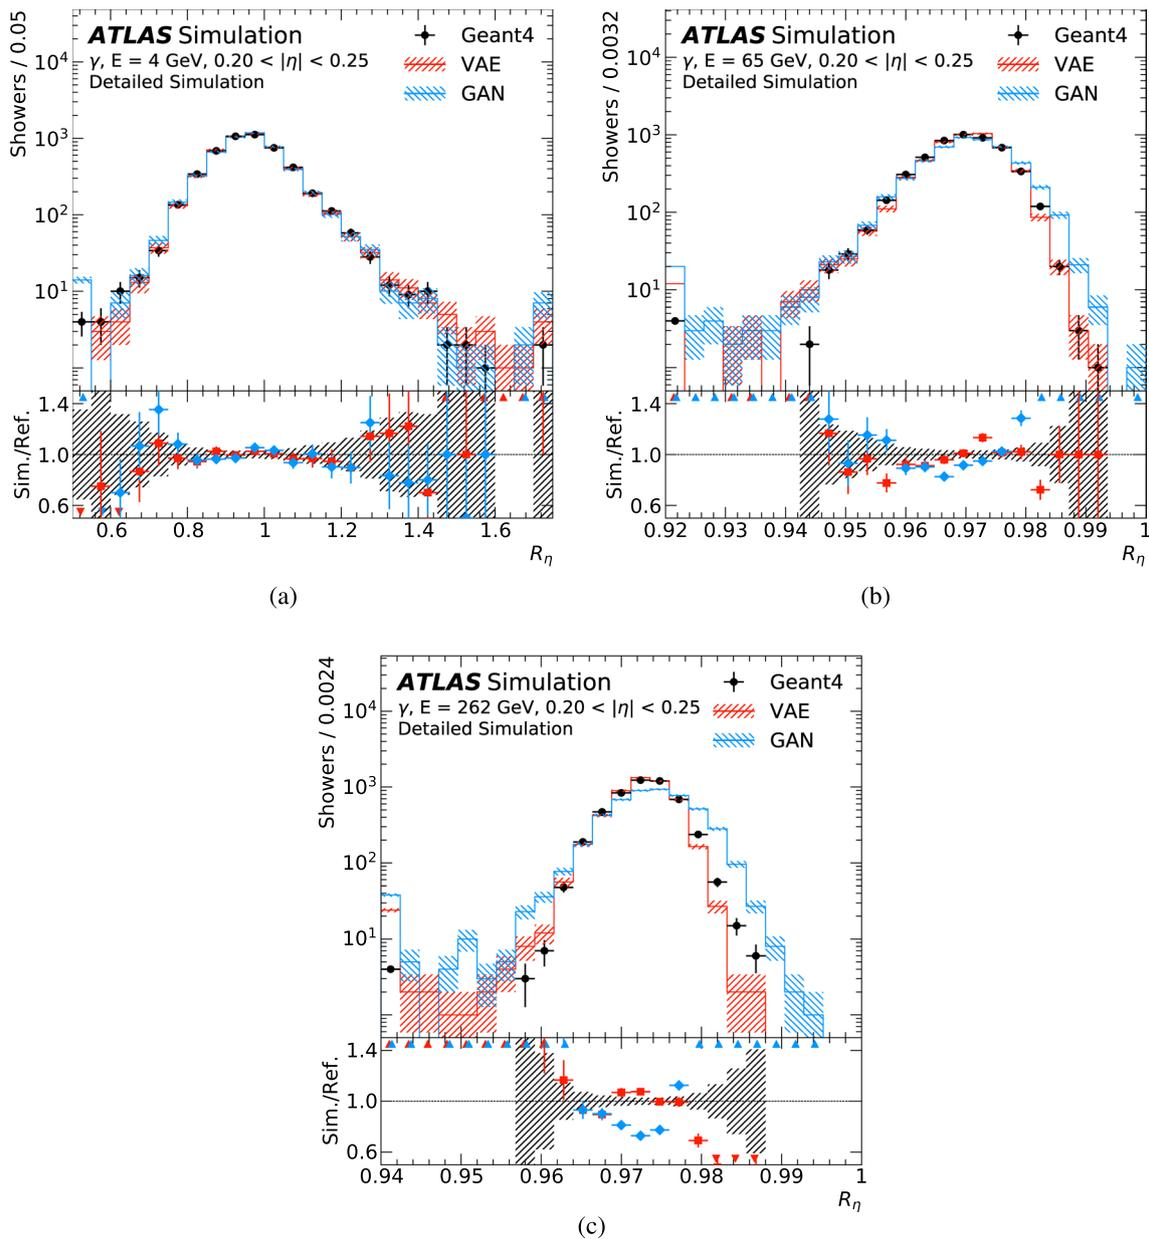 Showers / 0.05
ATLAS Simulation
γ, E = 4 GeV, 0.20 < |η| < 0.25
Detailed Simulation
Geant4
VAE
GAN
10⁴
10³
10²
10¹
Sim./Ref.
1.4
1.0
0.6
0.6 0.8 1 1.2 1.4 1.6
Rη
(a)
Showers / 0.0032
ATLAS Simulation
γ, E = 65 GeV, 0.20 < |η| < 0.25
Detailed Simulation
Geant4
VAE
GAN
10⁴
10³
10²
10¹
Sim./Ref.
1.4
1.0
0.6
0.92 0.93 0.94 0.95 0.96 0.97 0.98 0.99 1
Rη
(b)
Showers / 0.0024
ATLAS Simulation
γ, E = 262 GeV, 0.20 < |η| < 0.25
Detailed Simulation
Geant4
VAE
GAN
10⁴
10³
10²
10¹
Sim./Ref.
1.4
1.0
0.6
0.94 0.95 0.96 0.97 0.98 0.99 1
Rη
(c)